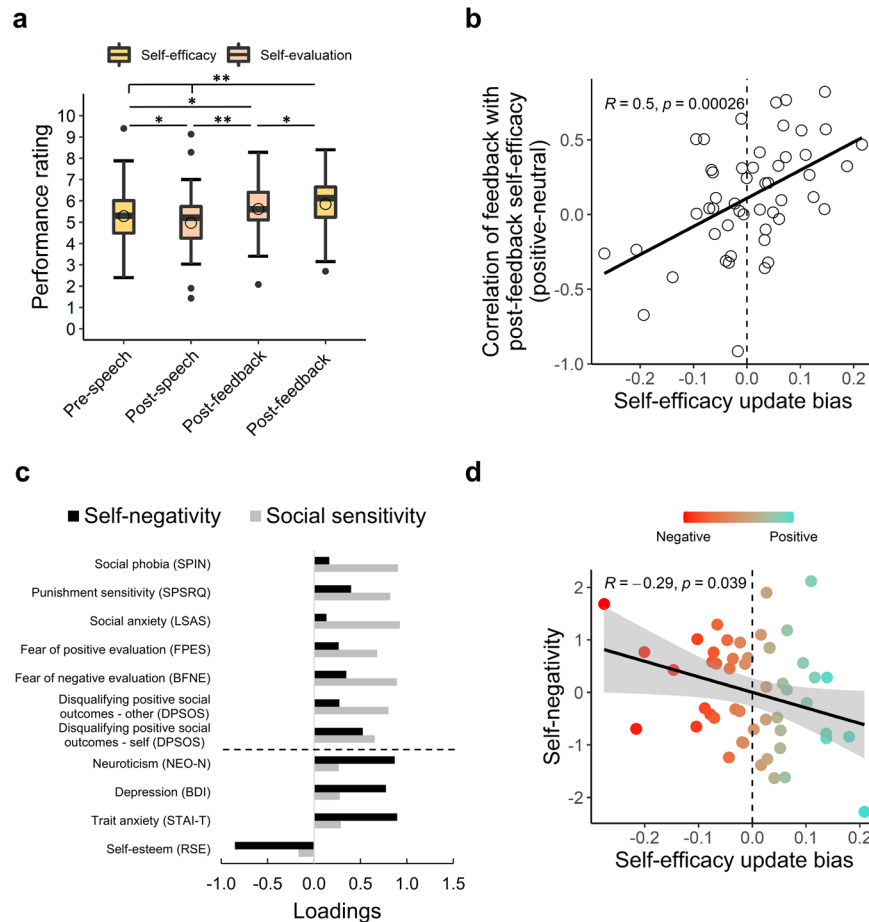 a
Self-efficacy
Self-evaluation
**
*
*
**
*
Performance rating
10
9
8
7
6
5
4
3
2
1
0
Pre-speech
Post-speech
Post-feedback
Post-feedback
b
R = 0.5, p = 0.00026
Correlation of feedback with
post-feedback self-efficacy
(positive-neutral)
0.5
0.0
-0.5
-1.0
-0.2
-0.1
0.0
0.1
0.2
Self-efficacy update bias
c
Self-negativity
Social sensitivity
Social phobia (SPIN)
Punishment sensitivity (SPSRQ)
Social anxiety (LSAS)
Fear of positive evaluation (FPES)
Fear of negative evaluation (BFNE)
Disqualifying positive social
outcomes - other (DPSOS)
Disqualifying positive social
outcomes - self (DPSOS)
Neuroticism (NEO-N)
Depression (BDI)
Trait anxiety (STAI-T)
Self-esteem (RSE)
-1.0
-0.5
0.0
0.5
1.0
1.5
Loadings
d
Negative
Positive
R = −0.29, p = 0.039
Self-negativity
2
1
0
-1
-2
-0.2
-0.1
0.0
0.1
0.2
Self-efficacy update bias